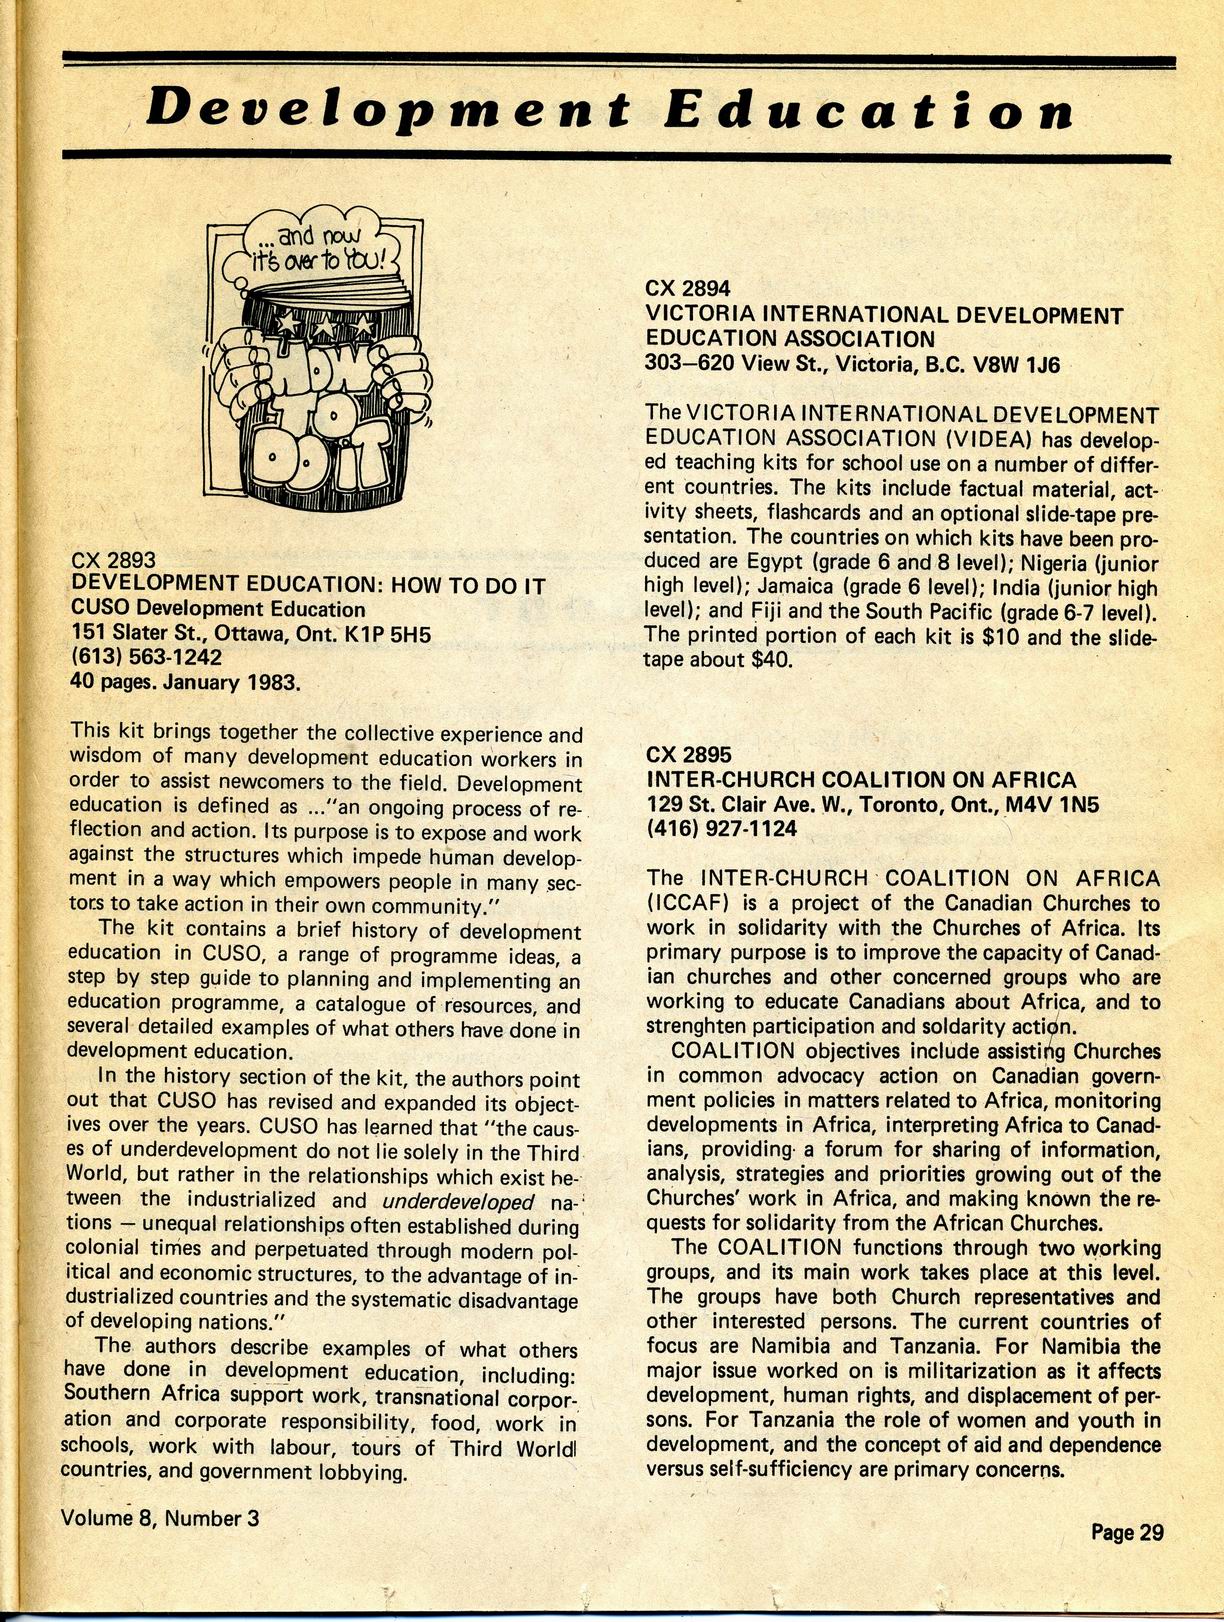 Development Education
...and now
it's over to YOU!
HOW
TO
DO IT
CX 2893
DEVELOPMENT EDUCATION: HOW TO DO IT
CUSO Development Education
151 Slater St., Ottawa, Ont. K1P 5H5
(613) 563-1242
40 pages. January 1983.
This kit brings together the collective experience and
wisdom of many development education workers in
order to assist newcomers to the field. Development
education is defined as ..."an ongoing process of re-
flection and action. Its purpose is to expose and work
against the structures which impede human develop-
ment in a way which empowers people in many sec-
tors to take action in their own community."
The kit contains a brief history of development
education in CUSO, a range of programme ideas, a
step by step guide to planning and implementing an
education programme, a catalogue of resources, and
several detailed examples of what others have done in
development education.
In the history section of the kit, the authors point
out that CUSO has revised and expanded its object-
ives over the years. CUSO has learned that "the caus-
es of underdevelopment do not lie solely in the Third
World, but rather in the relationships which exist be-
tween the industrialized and underdeveloped na-
tions — unequal relationships often established during
colonial times and perpetuated through modern pol-
itical and economic structures, to the advantage of in-
dustrialized countries and the systematic disadvantage
of developing nations."
The authors describe examples of what others
have done in development education, including:
Southern Africa support work, transnational corpor-
ation and corporate responsibility, food, work in
schools, work with labour, tours of Third World
countries, and government lobbying.
CX 2894
VICTORIA INTERNATIONAL DEVELOPMENT
EDUCATION ASSOCIATION
303—620 View St., Victoria, B.C. V8W 1J6
The VICTORIA INTERNATIONAL DEVELOPMENT
EDUCATION ASSOCIATION (VIDEA) has develop-
ed teaching kits for school use on a number of differ-
ent countries. The kits include factual material, act-
ivity sheets, flashcards and an optional slide-tape pre-
sentation. The countries on which kits have been pro-
duced are Egypt (grade 6 and 8 level); Nigeria (junior
high level); Jamaica (grade 6 level); India (junior high
level); and Fiji and the South Pacific (grade 6-7 level).
The printed portion of each kit is $10 and the slide-
tape about $40.
CX 2895
INTER-CHURCH COALITION ON AFRICA
129 St. Clair Ave. W., Toronto, Ont., M4V 1N5
(416) 927-1124
The INTER-CHURCH COALITION ON AFRICA
(ICCAF) is a project of the Canadian Churches to
work in solidarity with the Churches of Africa. Its
primary purpose is to improve the capacity of Canad-
ian churches and other concerned groups who are
working to educate Canadians about Africa, and to
strenghten participation and soldarity action.
COALITION objectives include assisting Churches
in common advocacy action on Canadian govern-
ment policies in matters related to Africa, monitoring
developments in Africa, interpreting Africa to Canad-
ians, providing a forum for sharing of information,
analysis, strategies and priorities growing out of the
Churches' work in Africa, and making known the re-
quests for solidarity from the African Churches.
The COALITION functions through two working
groups, and its main work takes place at this level.
The groups have both Church representatives and
other interested persons. The current countries of
focus are Namibia and Tanzania. For Namibia the
major issue worked on is militarization as it affects
development, human rights, and displacement of per-
sons. For Tanzania the role of women and youth in
development, and the concept of aid and dependence
versus self-sufficiency are primary concerns.
Volume 8, Number 3
Page 29